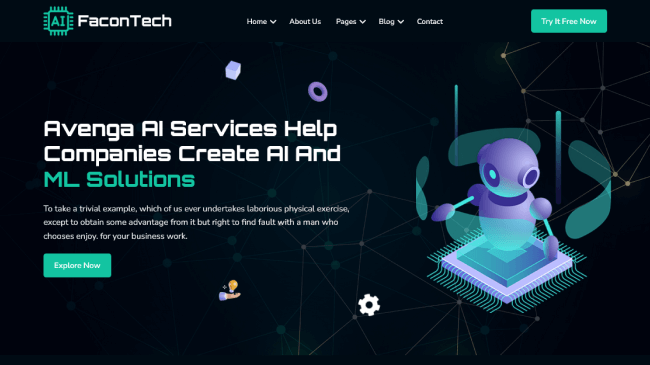 AI FaconTech
Home About Us Pages Blog Contact
Try It Free Now
Avenga AI Services Help
Companies Create AI And
ML Solutions
To take a trivial example, which of us ever undertakes laborious physical exercise,
except to obtain some advantage from it but right to find fault with a man who
chooses enjoy. for your business work.
Explore Now